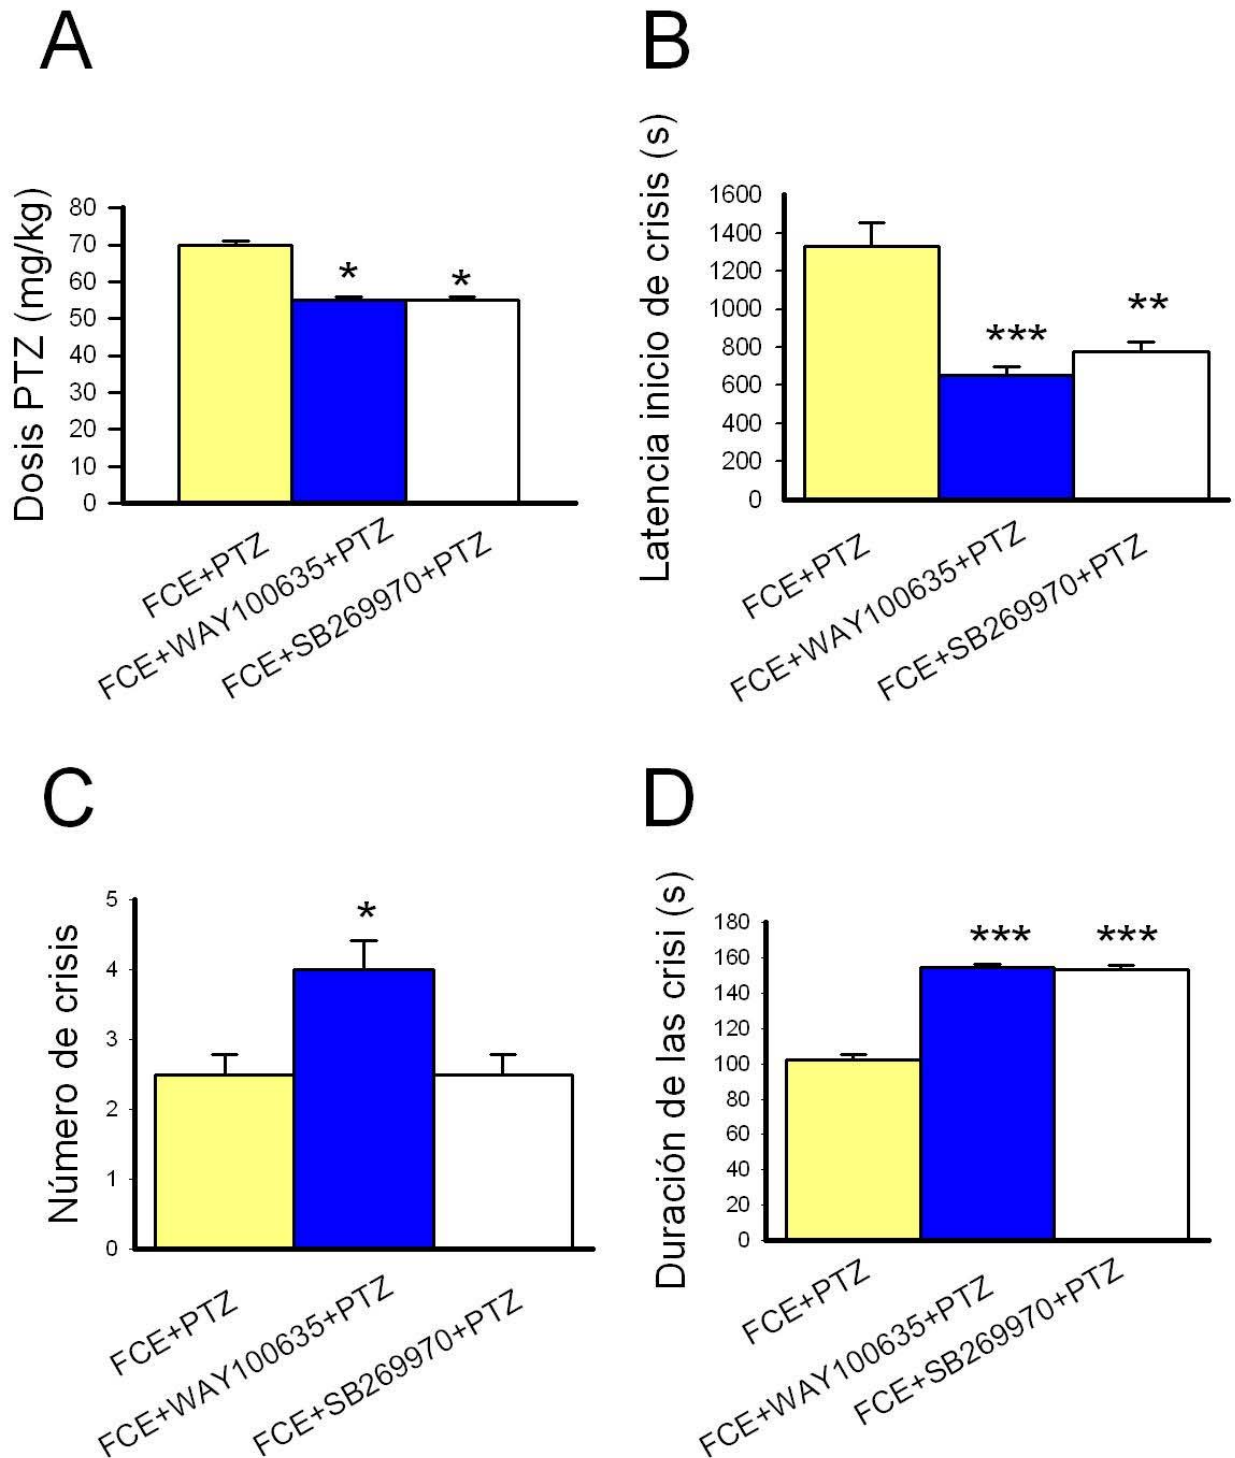 A
Dosis PTZ (mg/kg)
80
70
60
50
40
30
20
10
0
*
*
FCE+PTZ
FCE+WAY100635+PTZ
FCE+SB269970+PTZ
B
Latencia inicio de crisis (s)
1600
1400
1200
1000
800
600
400
200
0
***
**
FCE+PTZ
FCE+WAY100635+PTZ
FCE+SB269970+PTZ
C
Número de crisis
5
4
3
2
1
0
*
FCE+PTZ
FCE+WAY100635+PTZ
FCE+SB269970+PTZ
D
Duración de las crisi (s)
180
160
140
120
100
80
60
40
20
0
***
***
FCE+PTZ
FCE+WAY100635+PTZ
FCE+SB269970+PTZ